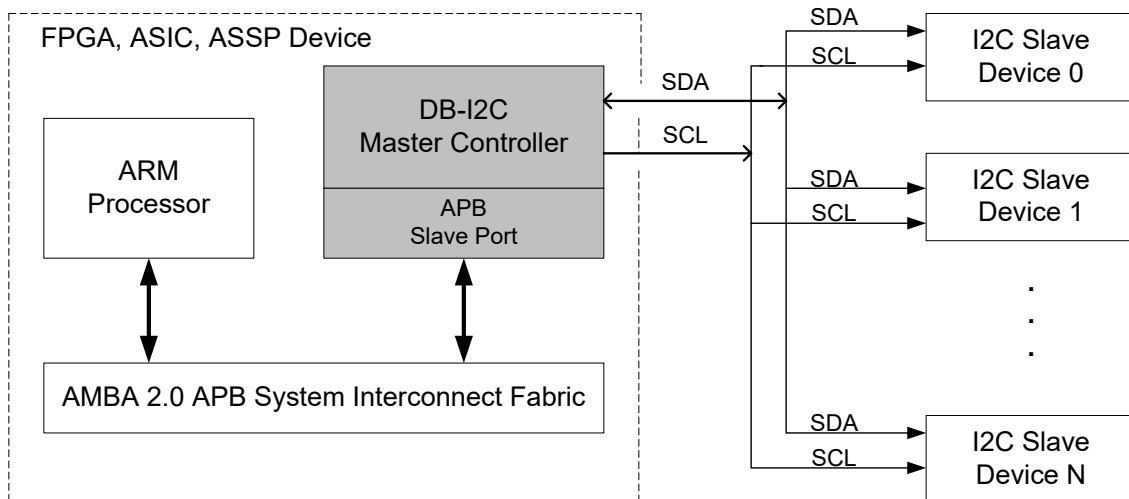 FPGA, ASIC, ASSP Device
ARM
Processor
DB-I2C
Master Controller
APB
Slave Port
AMBA 2.0 APB System Interconnect Fabric
SDA
SCL
SDA
SCL
I2C Slave
Device 0
SDA
SCL
I2C Slave
Device 1
.
.
.
SDA
SCL
I2C Slave
Device N